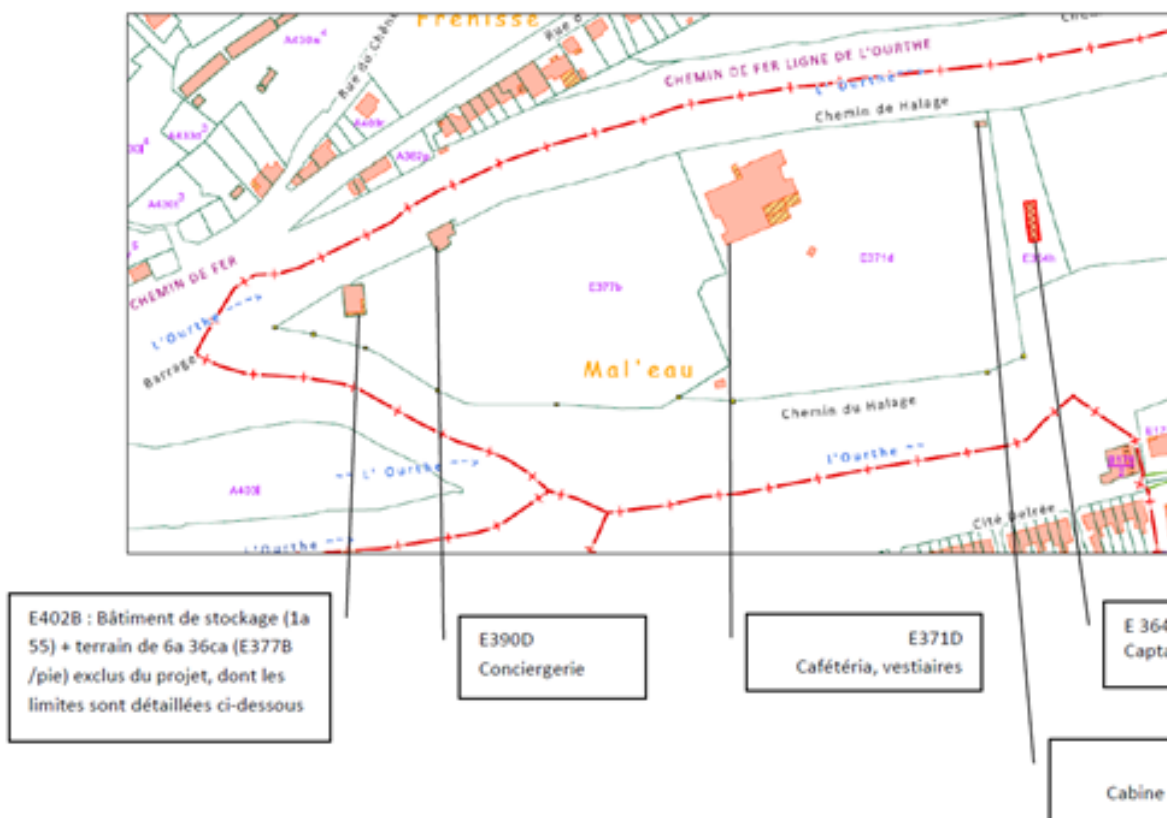 Frenisse
Rue du Chêne
Rue d
CHEMIN DE FER LIGNE DE L'OURTHE
L'Ourthe
Chemin de Halage
A362a
CHEMIN DE FER
L'Ourthe --->
Barrage
E377b
E371d
Mal'eau
Chemin du Halage
~~ L' Ourthe ~~>
L'Ourthe ~~
L'Ourthe ~~>
Cité Delrée
E402B : Bâtiment de stockage (1a
55) + terrain de 6a 36ca (E377B
/pie) exclus du projet, dont les
limites sont détaillées ci-dessous
E390D
Conciergerie
E371D
Cafétéria, vestiaires
E 364
Capta
Cabine